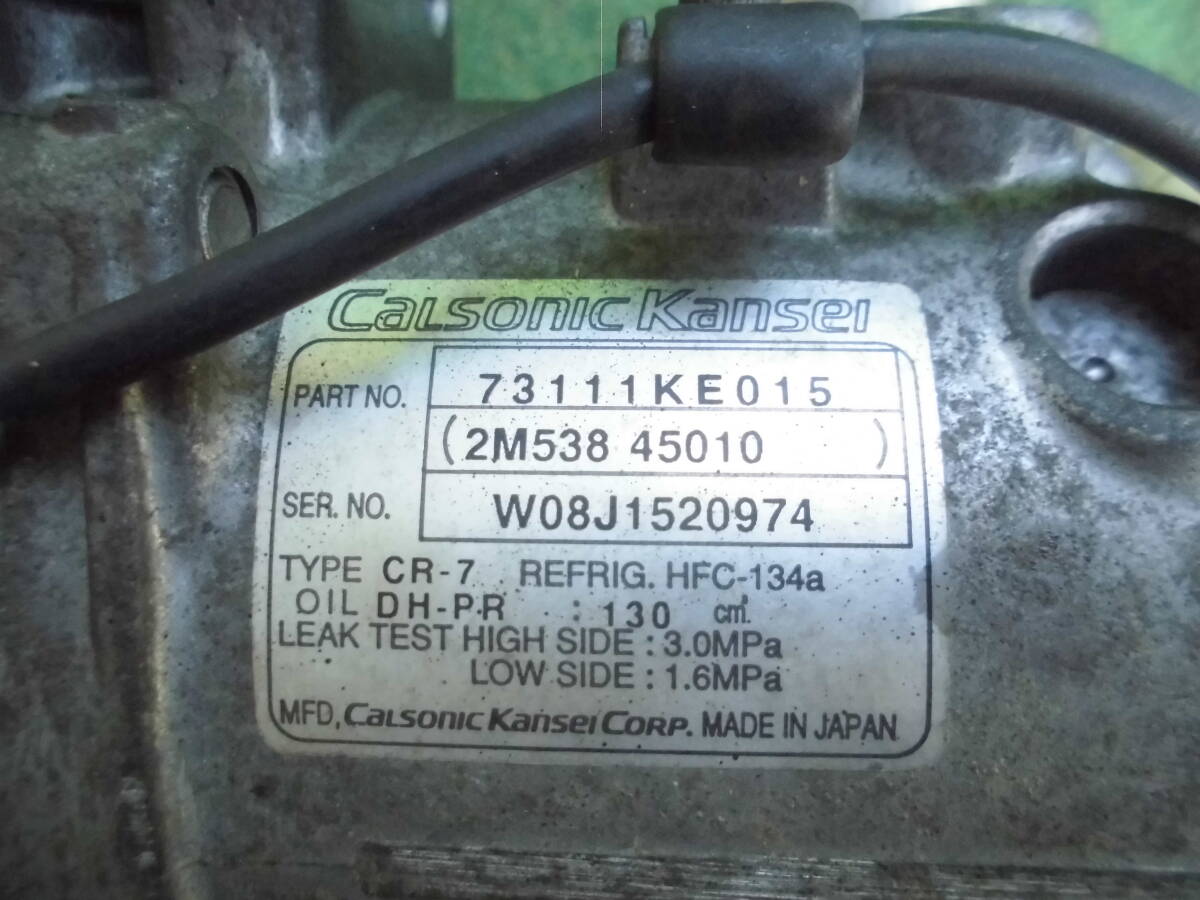 Calsonic Kansei
PART NO. 73111KE015
(2M538 45010 )
SER. NO. W08J1520974
TYPE CR-7 REFRIG. HFC-134a
OIL DH-PR : 130 cm³
LEAK TEST HIGH SIDE : 3.0MPa
LOW SIDE : 1.6MPa
MFD. Calsonic Kansei Corp. MADE IN JAPAN